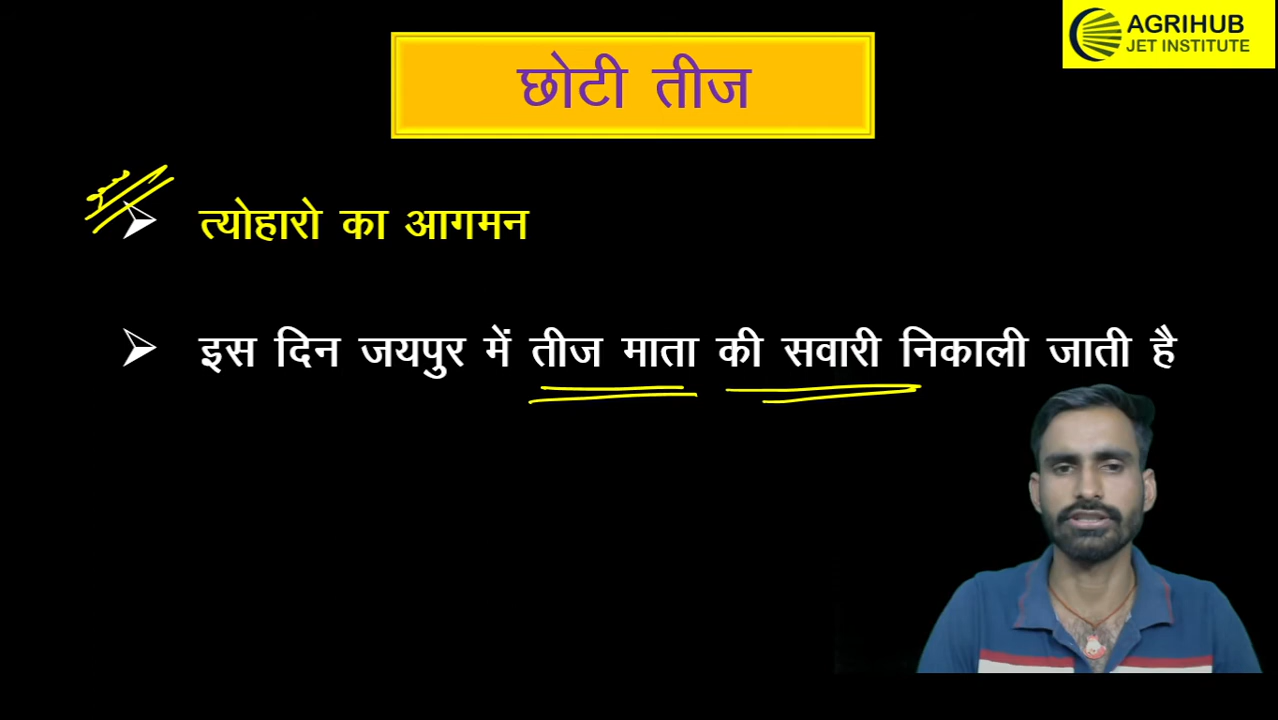 AGRIHUB
JET INSTITUTE
छोटी तीज
त्योहारो का आगमन
इस दिन जयपुर में तीज माता की सवारी निकाली जाती है